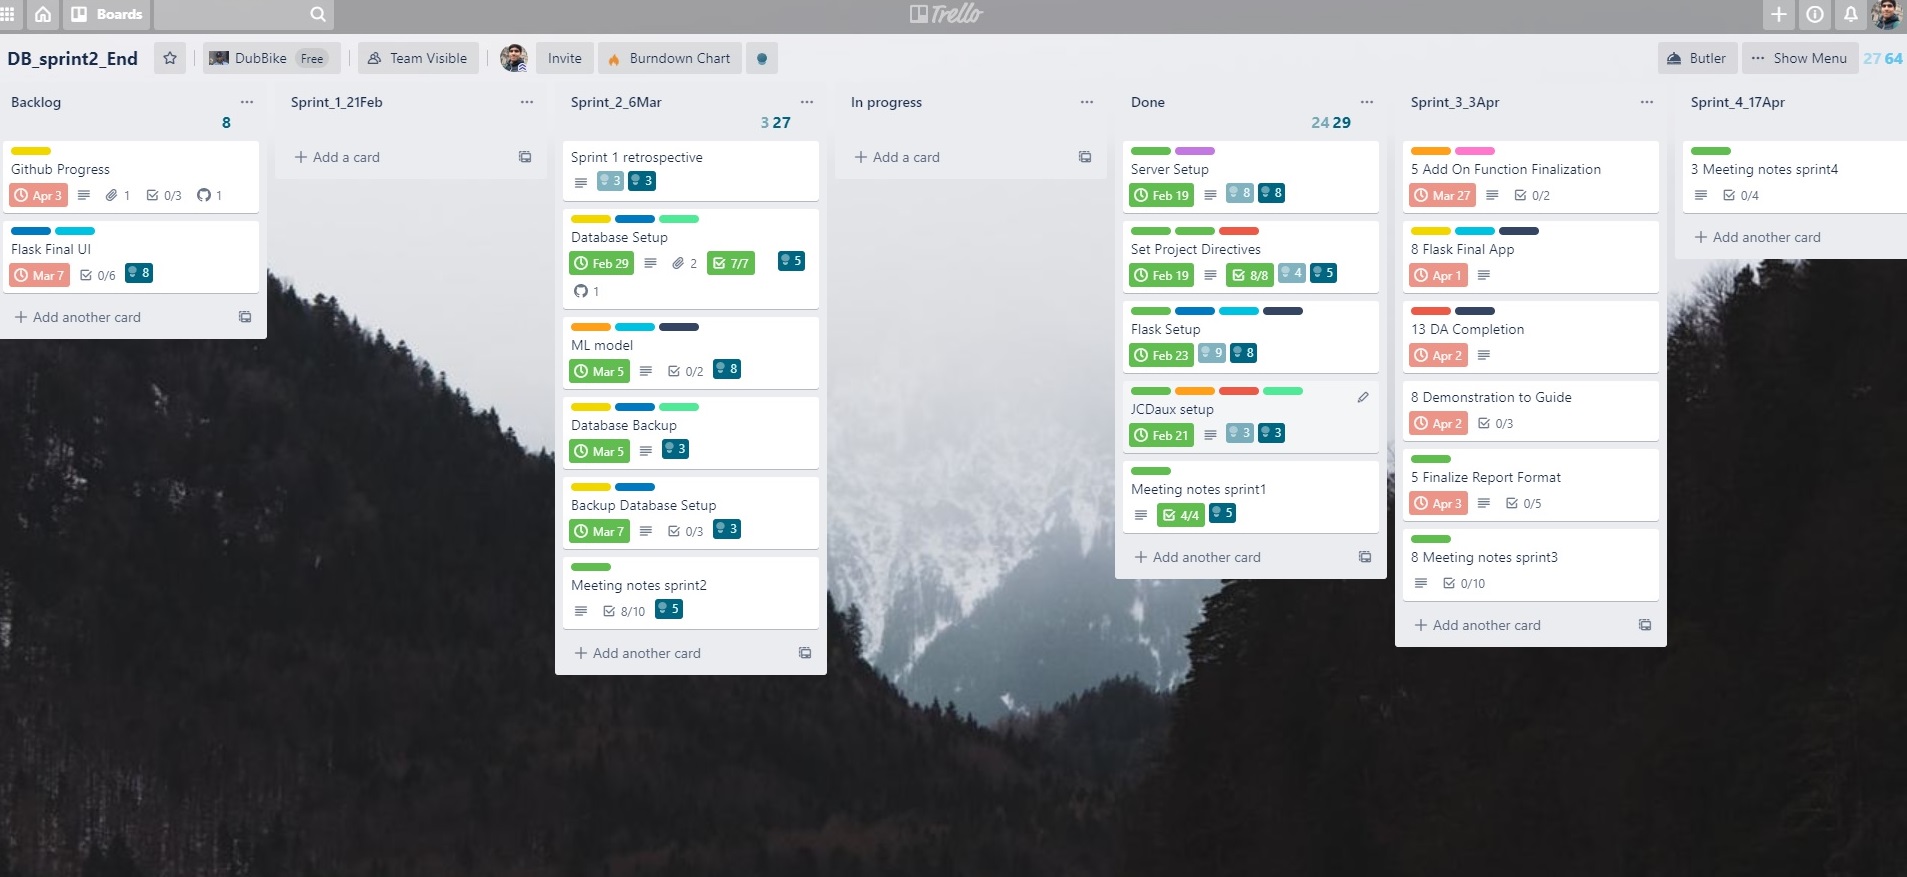 Boards
Trello
DB_sprint2_End
DubBike Free
Team Visible
Invite
Burndown Chart
Butler
Show Menu
27 64
Backlog
8
Github Progress
Apr 3 1 0/3 1
Flask Final UI
Mar 7 0/6 8
Add another card
Sprint_1_21Feb
Add a card
Sprint_2_6Mar
3 27
Sprint 1 retrospective
3 3
Database Setup
Feb 29 2 7/7 5
1
ML model
Mar 5 0/2 8
Database Backup
Mar 5 3
Backup Database Setup
Mar 7 0/3 3
Meeting notes sprint2
8/10 5
Add another card
In progress
Add a card
Done
24 29
Server Setup
Feb 19 8 8
Set Project Directives
Feb 19 8/8 4 5
Flask Setup
Feb 23 9 8
JCDaux setup
Feb 21 3 3
Meeting notes sprint1
4/4 5
Add another card
Sprint_3_3Apr
5 Add On Function Finalization
Mar 27 0/2
8 Flask Final App
Apr 1
13 DA Completion
Apr 2
8 Demonstration to Guide
Apr 2 0/3
5 Finalize Report Format
Apr 3 0/5
8 Meeting notes sprint3
0/10
Add another card
Sprint_4_17Apr
3 Meeting notes sprint4
0/4
Add another card